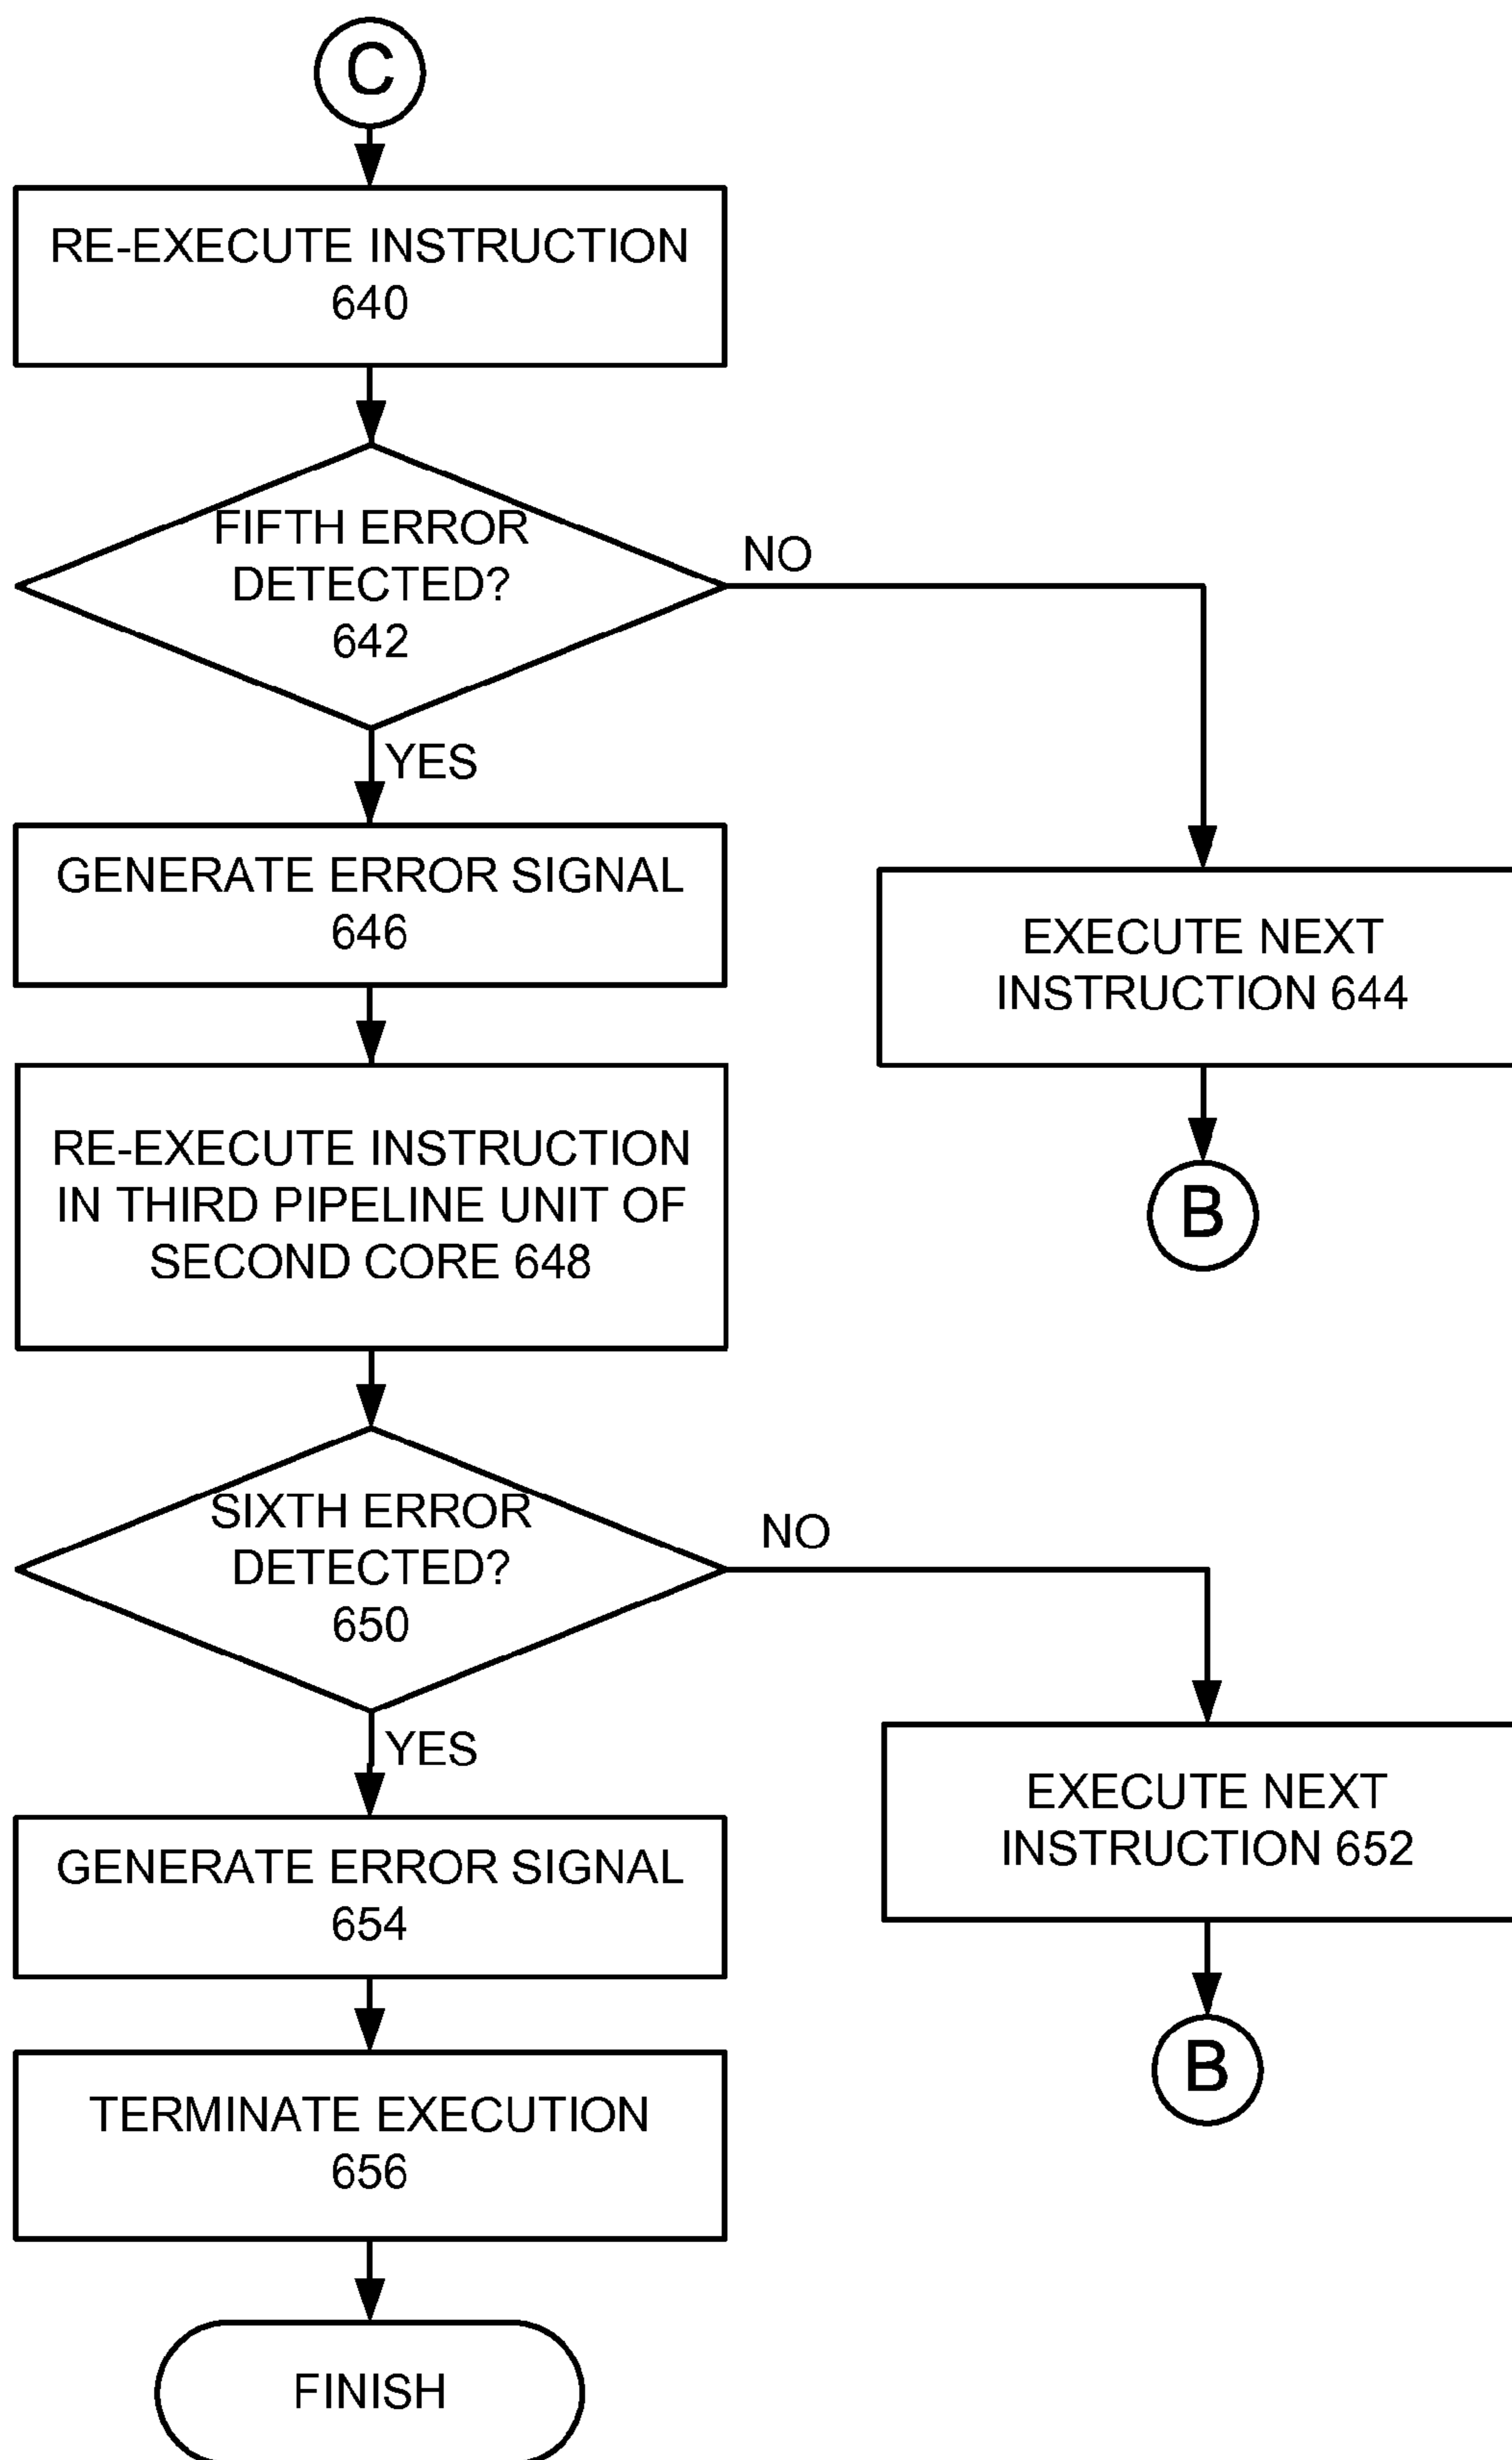 C
RE-EXECUTE INSTRUCTION
640
FIFTH ERROR
DETECTED?
642
NO
YES
GENERATE ERROR SIGNAL
646
EXECUTE NEXT
INSTRUCTION 644
RE-EXECUTE INSTRUCTION
IN THIRD PIPELINE UNIT OF
SECOND CORE 648
B
SIXTH ERROR
DETECTED?
650
NO
YES
EXECUTE NEXT
INSTRUCTION 652
GENERATE ERROR SIGNAL
654
B
TERMINATE EXECUTION
656
FINISH